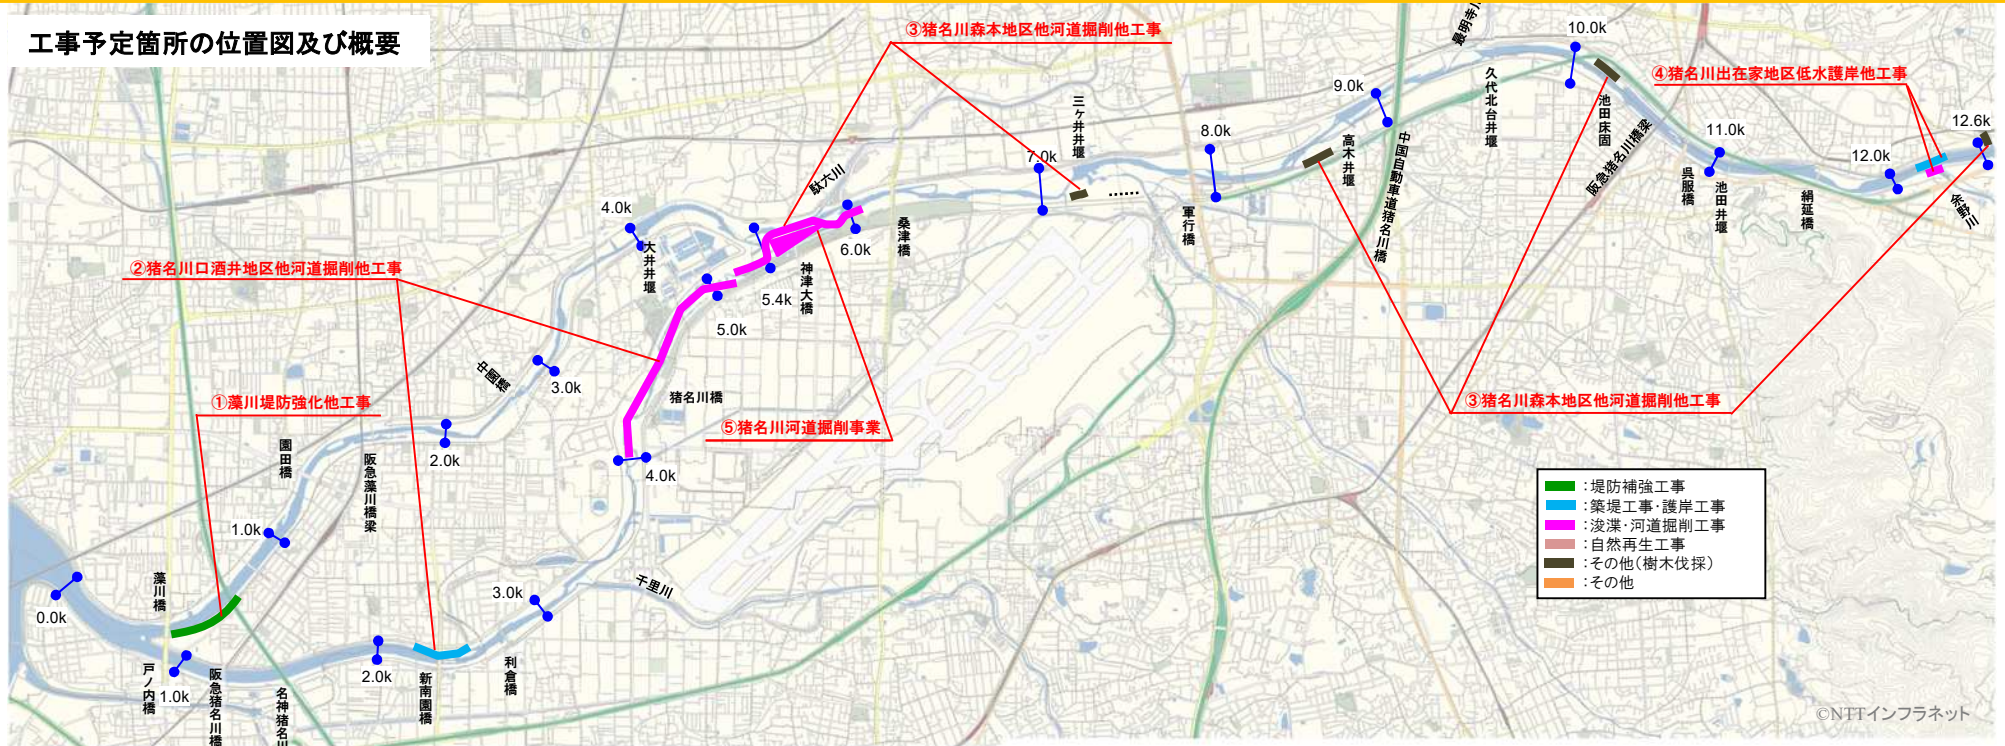 工事予定箇所の位置図及び概要
③猪名川森本地区他河道掘削他工事
最明寺川
10.0k
④猪名川出在家地区低水護岸他工事
久代北台井堰
池田床固
9.0k
三ヶ井井堰
12.6k
11.0k
8.0k
高木井堰
中国自動車道猪名川橋
阪急猪名川橋梁
7.0k
12.0k
駄六川
呉服橋
池田井堰
絹延橋
余野川
4.0k
大井井堰
桑津橋
軍行橋
6.0k
②猪名川口酒井地区他河道掘削他工事
神津大橋
5.4k
5.0k
中園橋
3.0k
猪名川橋
①藻川堤防強化他工事
③猪名川森本地区他河道掘削他工事
⑤猪名川河道掘削事業
園田橋
阪急藻川橋梁
2.0k
4.0k
:堤防補強工事
:築堤工事･護岸工事
:浚渫･河道掘削工事
:自然再生工事
:その他(樹木伐採)
:その他
1.0k
藻川橋
千里川
3.0k
0.0k
戸ノ内橋
1.0k
阪急猪名川橋
名神猪名川
2.0k
新南園橋
利倉橋
©NTTインフラネット